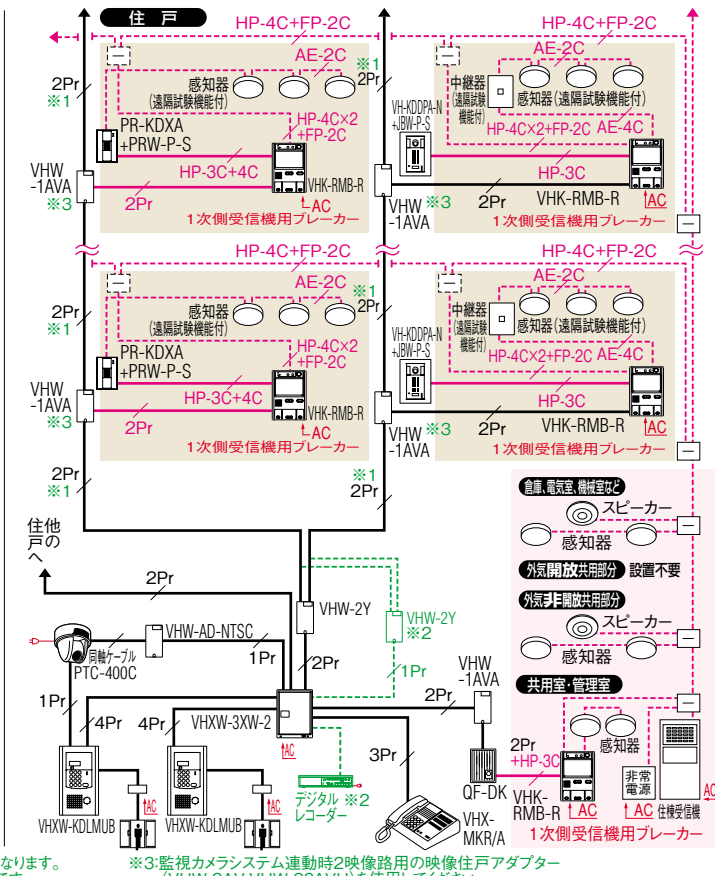 住 戸
HP-4C+FP-2C
HP-4C+FP-2C
AE-2C
AE-2C
2Pr
※1
感知器
(遠隔試験機能付)
※1
2Pr
中継器
(遠隔試験
機能付)
感知器(遠隔試験機能付)
VH-KDDPA-N
+JBW-P-S
PR-KDXA
+PRW-P-S
HP-4C×2
+FP-2C
HP-4C×2+FP-2C
AE-4C
VHW
-1AVA
※3
HP-3C+4C
2Pr
VHK-RMB-R
AC
1次側受信機用ブレーカー
HP-3C
VHW
-1AVA
※3
2Pr
VHK-RMB-R
AC
1次側受信機用ブレーカー
HP-4C+FP-2C
HP-4C+FP-2C
AE-2C
AE-2C
2Pr
※1
感知器
(遠隔試験機能付)
※1
2Pr
中継器
(遠隔試験
機能付)
感知器(遠隔試験機能付)
VH-KDDPA-N
+JBW-P-S
PR-KDXA
+PRW-P-S
HP-4C×2
+FP-2C
HP-4C×2+FP-2C
AE-4C
VHW
-1AVA
※3
HP-3C+4C
2Pr
VHK-RMB-R
AC
1次側受信機用ブレーカー
HP-3C
VHW
-1AVA
※3
2Pr
VHK-RMB-R
AC
1次側受信機用ブレーカー
2Pr
※1
※1
2Pr
倉庫、電気室、機械室など
スピーカー
感知器
外気開放共用部分 設置不要
外気非開放共用部分
スピーカー
感知器
他の
住戸へ
2Pr
VHW-2Y
VHW-2Y
※2
VHW-AD-NTSC
同軸ケーブル
PTC-400C
1Pr
2Pr
1Pr
VHW
-1AVA
2Pr
共用室・管理室
1Pr
4Pr
4Pr
VHXW-3XW-2
AC
3Pr
QF-DK
2Pr
+HP-3C
感知器
非常
電源
VHK-
RMB-R
AC
AC
住棟受信機
AC
1次側受信機用ブレーカー
VHXW-KDLMUB
AC
VHXW-KDLMUB
AC
デジタル
レコーダー
※2
VHX-
MKR/A
なります。
※3:監視カメラシステム連動時2映像路用の映像住戸アダプター